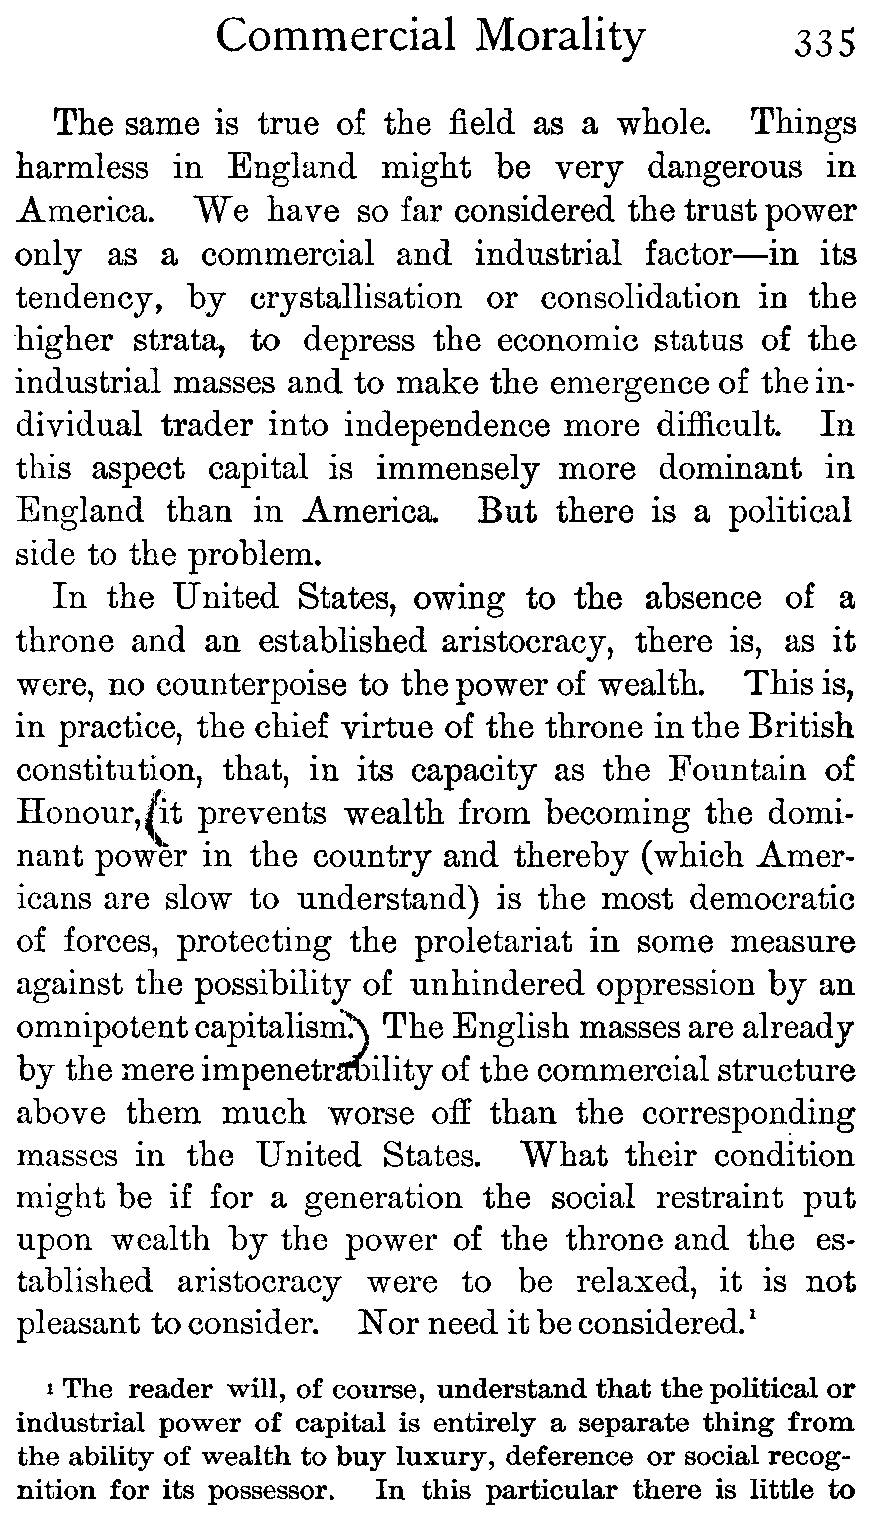 Commercial Morality 335
The same is true of the field as a whole. Things
harmless in England might be very dangerous in
America. We have so far considered the trust power
only as a commercial and industrial factor—in its
tendency, by crystallisation or consolidation in the
higher strata, to depress the economic status of the
industrial masses and to make the emergence of the in-
dividual trader into independence more difficult. In
this aspect capital is immensely more dominant in
England than in America. But there is a political
side to the problem.
In the United States, owing to the absence of a
throne and an established aristocracy, there is, as it
were, no counterpoise to the power of wealth. This is,
in practice, the chief virtue of the throne in the British
constitution, that, in its capacity as the Fountain of
Honour, it prevents wealth from becoming the domi-
nant power in the country and thereby (which Amer-
icans are slow to understand) is the most democratic
of forces, protecting the proletariat in some measure
against the possibility of unhindered oppression by an
omnipotent capitalism. The English masses are already
by the mere impenetrability of the commercial structure
above them much worse off than the corresponding
masses in the United States. What their condition
might be if for a generation the social restraint put
upon wealth by the power of the throne and the es-
tablished aristocracy were to be relaxed, it is not
pleasant to consider. Nor need it be considered.¹
¹ The reader will, of course, understand that the political or
industrial power of capital is entirely a separate thing from
the ability of wealth to buy luxury, deference or social recog-
nition for its possessor. In this particular there is little to